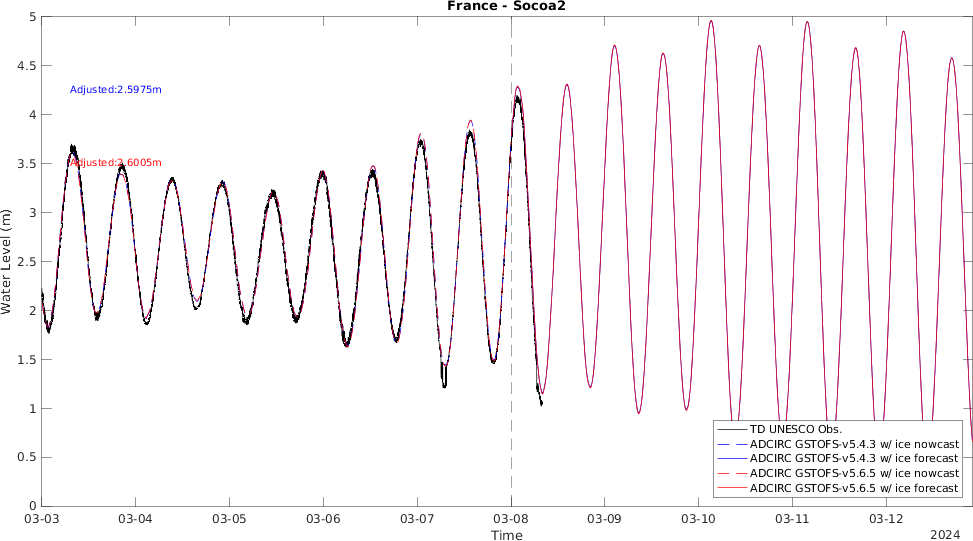 France - Socoa2
Water Level (m)
5
4.5
4
3.5
3
2.5
2
1.5
1
0.5
0
Adjusted:2.5975m
Adjusted:2.6005m
TD UNESCO Obs.
ADCIRC GSTOFS-v5.4.3 w/ ice nowcast
ADCIRC GSTOFS-v5.4.3 w/ ice forecast
ADCIRC GSTOFS-v5.6.5 w/ ice nowcast
ADCIRC GSTOFS-v5.6.5 w/ ice forecast
03-03 03-04 03-05 03-06 03-07 03-08 03-09 03-10 03-11 03-12
Time
2024